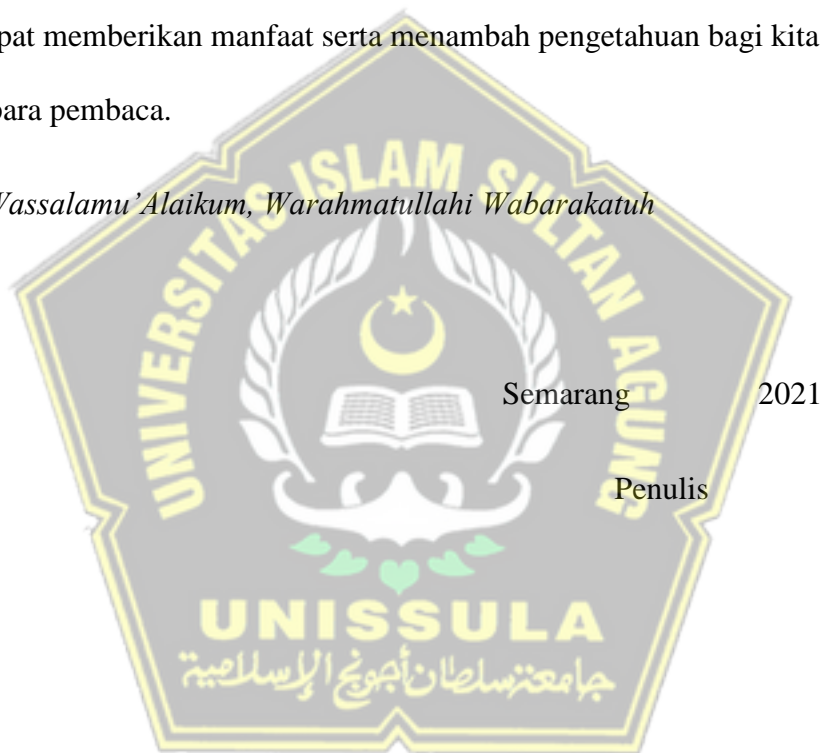 pat memberikan manfaat serta menambah pengetahuan bagi kita
para pembaca.
Wassalamu’Alaikum, Warahmatullahi Wabarakatuh
Semarang 2021
Penulis
UNIVERSITAS ISLAM SULTAN AGUNG
UNISSULA
جامعة سلطان أجونج الإسلامية